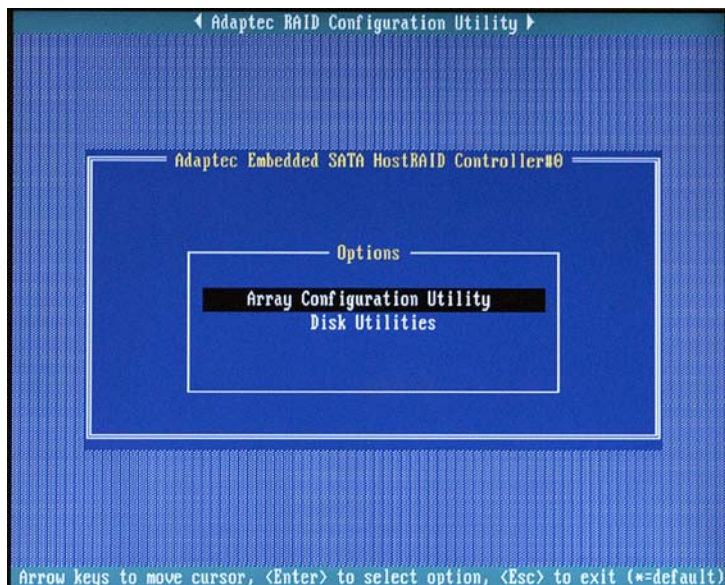 Adaptec RAID Configuration Utility
Adaptec Embedded SATA HostRAID Controller#0
Options
Array Configuration Utility
Disk Utilities
Arrow keys to move cursor, <Enter> to select option, <Esc> to exit (*=default)